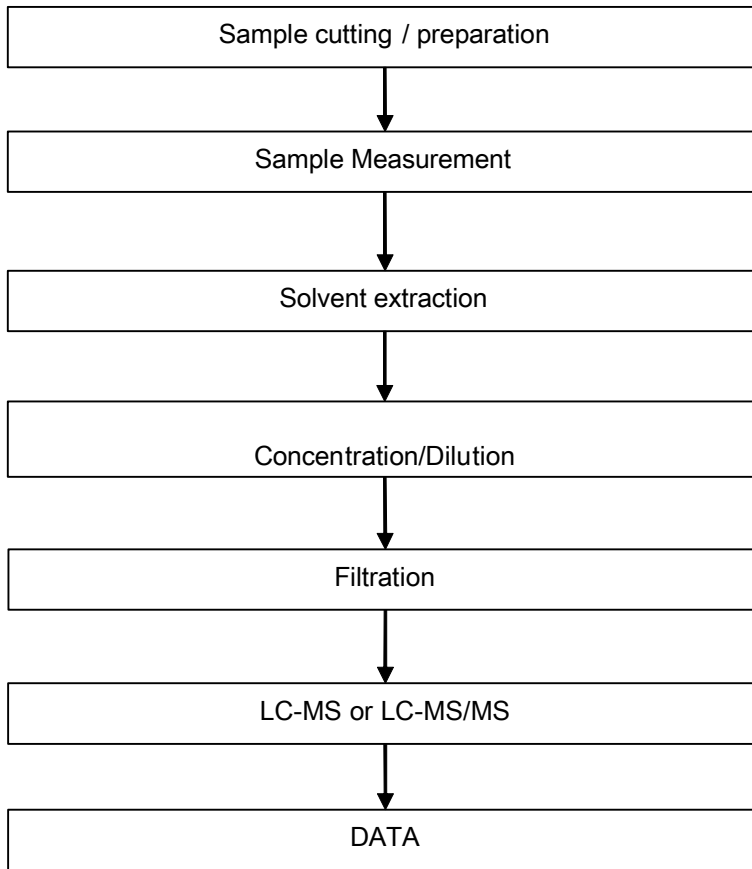 Sample cutting / preparation
Sample Measurement
Solvent extraction
Concentration/Dilution
Filtration
LC-MS or LC-MS/MS
DATA